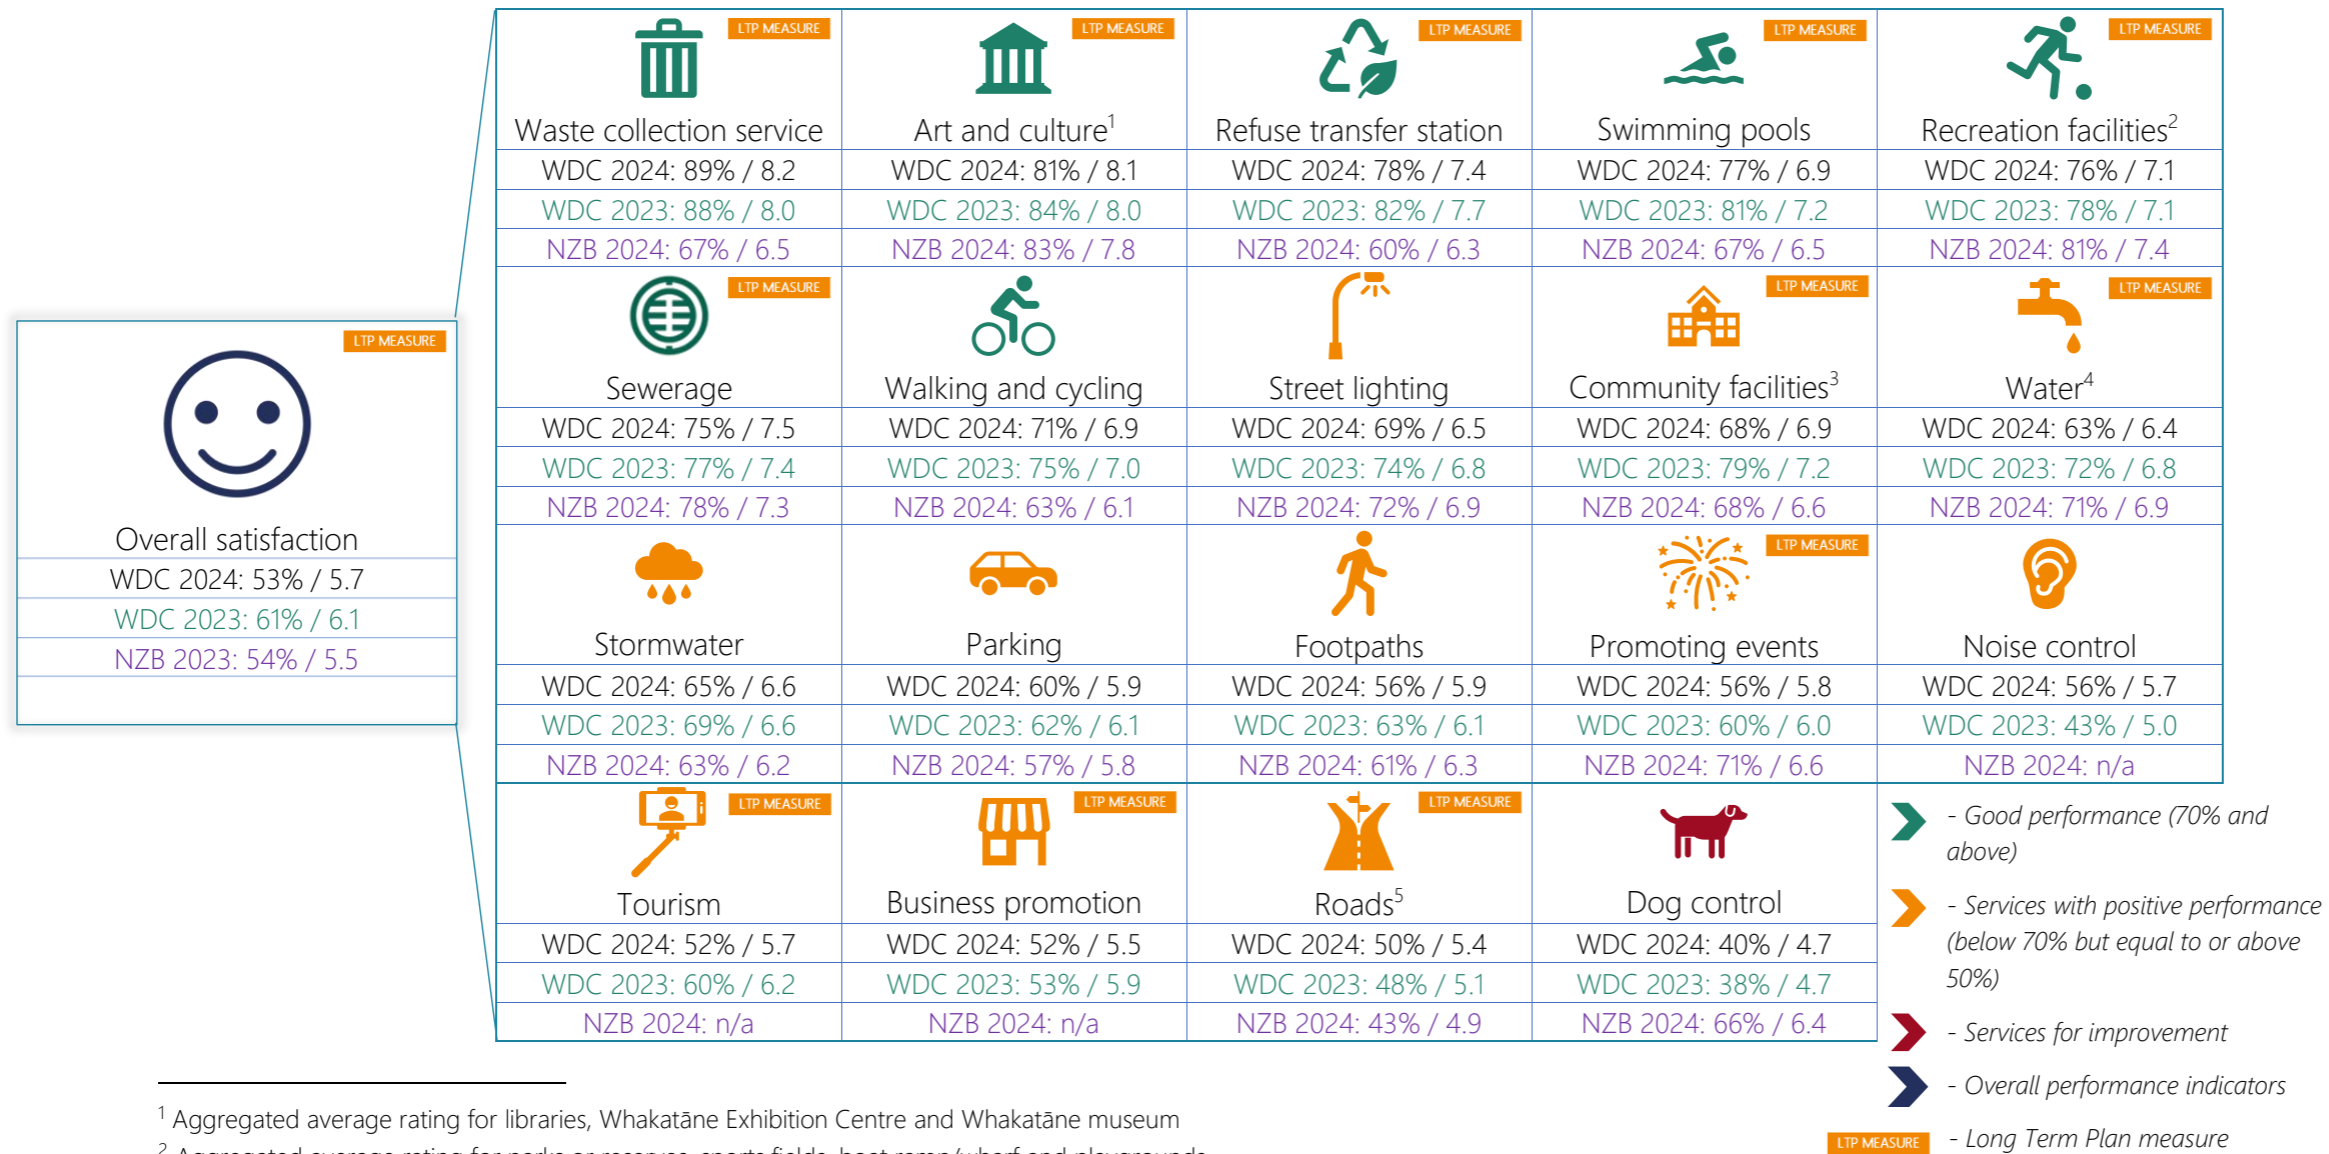 LTP MEASURE
Overall satisfaction
WDC 2024: 53% / 5.7
WDC 2023: 61% / 6.1
NZB 2023: 54% / 5.5
LTP MEASURE
Waste collection service
WDC 2024: 89% / 8.2
WDC 2023: 88% / 8.0
NZB 2024: 67% / 6.5
LTP MEASURE
Art and culture1
WDC 2024: 81% / 8.1
WDC 2023: 84% / 8.0
NZB 2024: 83% / 7.8
LTP MEASURE
Refuse transfer station
WDC 2024: 78% / 7.4
WDC 2023: 82% / 7.7
NZB 2024: 60% / 6.3
LTP MEASURE
Swimming pools
WDC 2024: 77% / 6.9
WDC 2023: 81% / 7.2
NZB 2024: 67% / 6.5
LTP MEASURE
Recreation facilities2
WDC 2024: 76% / 7.1
WDC 2023: 78% / 7.1
NZB 2024: 81% / 7.4
LTP MEASURE
Sewerage
WDC 2024: 75% / 7.5
WDC 2023: 77% / 7.4
NZB 2024: 78% / 7.3
Walking and cycling
WDC 2024: 71% / 6.9
WDC 2023: 75% / 7.0
NZB 2024: 63% / 6.1
Street lighting
WDC 2024: 69% / 6.5
WDC 2023: 74% / 6.8
NZB 2024: 72% / 6.9
LTP MEASURE
Community facilities3
WDC 2024: 68% / 6.9
WDC 2023: 79% / 7.2
NZB 2024: 68% / 6.6
LTP MEASURE
Water4
WDC 2024: 63% / 6.4
WDC 2023: 72% / 6.8
NZB 2024: 71% / 6.9
Stormwater
WDC 2024: 65% / 6.6
WDC 2023: 69% / 6.6
NZB 2024: 63% / 6.2
Parking
WDC 2024: 60% / 5.9
WDC 2023: 62% / 6.1
NZB 2024: 57% / 5.8
Footpaths
WDC 2024: 56% / 5.9
WDC 2023: 63% / 6.1
NZB 2024: 61% / 6.3
LTP MEASURE
Promoting events
WDC 2024: 56% / 5.8
WDC 2023: 60% / 6.0
NZB 2024: 71% / 6.6
Noise control
WDC 2024: 56% / 5.7
WDC 2023: 43% / 5.0
NZB 2024: n/a
LTP MEASURE
Tourism
WDC 2024: 52% / 5.7
WDC 2023: 60% / 6.2
NZB 2024: n/a
LTP MEASURE
Business promotion
WDC 2024: 52% / 5.5
WDC 2023: 53% / 5.9
NZB 2024: n/a
LTP MEASURE
Roads5
WDC 2024: 50% / 5.4
WDC 2023: 48% / 5.1
NZB 2024: 43% / 4.9
Dog control
WDC 2024: 40% / 4.7
WDC 2023: 38% / 4.7
NZB 2024: 66% / 6.4
- Good performance (70% and
above)
- Services with positive performance
(below 70% but equal to or above
50%)
- Services for improvement
- Overall performance indicators
LTP MEASURE - Long Term Plan measure
1 Aggregated average rating for libraries, Whakatāne Exhibition Centre and Whakatāne museum
2 Aggregated average rating for parks or reserves, sports fields, boat ramp/wharf and playgrounds